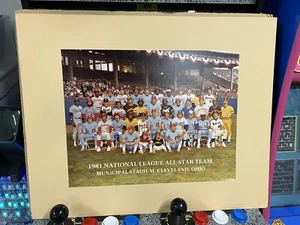 1981 NATIONAL LEAGUE ALL-STAR TEAM
MUNICIPAL STADIUM, CLEVELAND, OHIO